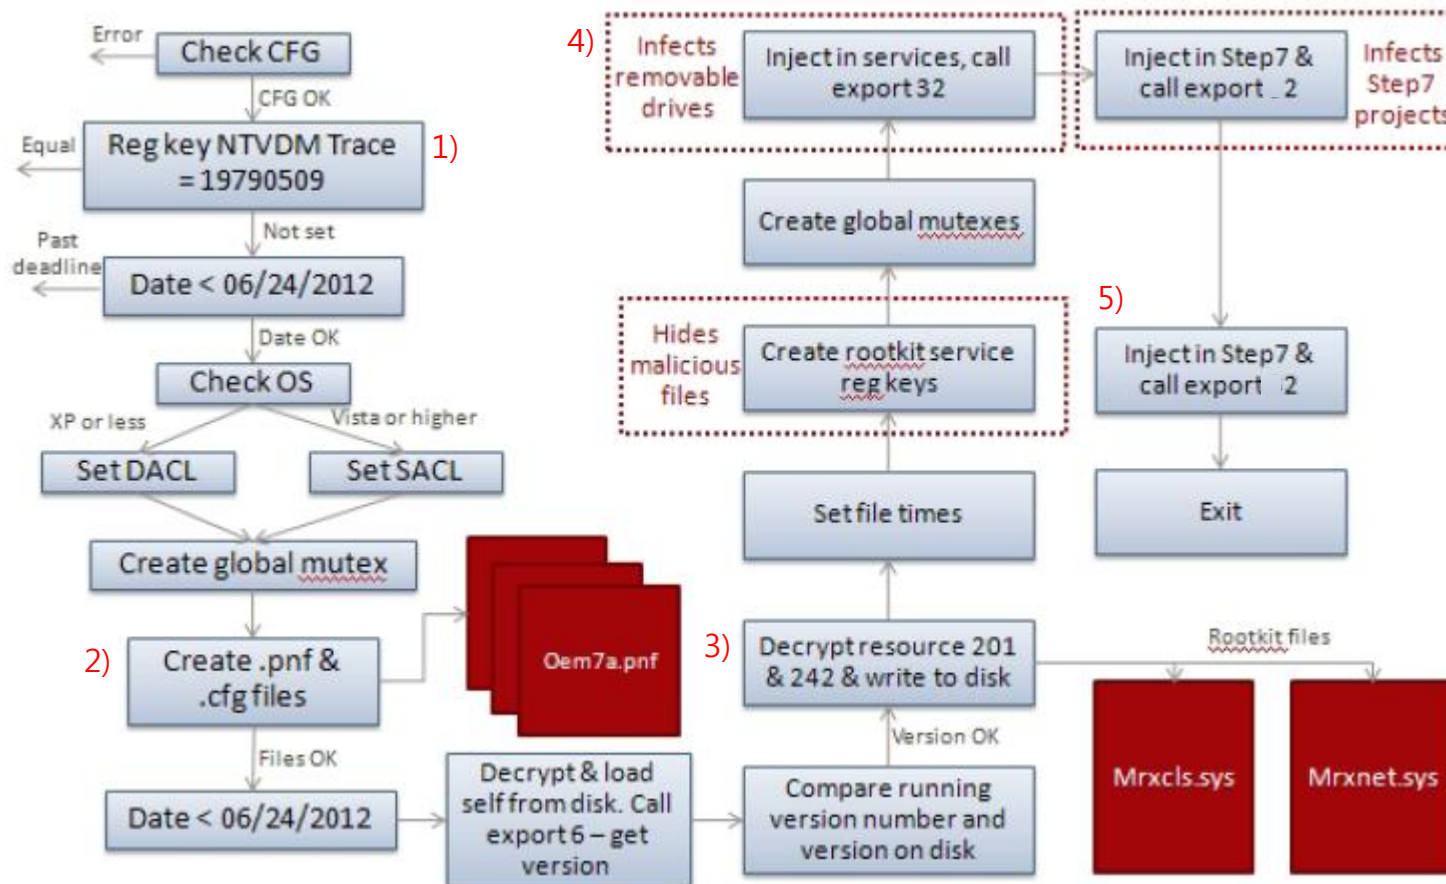 Error
Check CFG
CFG OK
Equal
Reg key NTVDM Trace
= 19790509
1)
Not set
Past
deadline
Date < 06/24/2012
Date OK
Check OS
XP or less
Vista or higher
Set DACL
Set SACL
Create global mutex
2)
Create .pnf &
.cfg files
Oem7a.pnf
Files OK
Date < 06/24/2012
Decrypt & load
self from disk. Call
export 6 – get
version
Compare running
version number and
version on disk
Version OK
3)
Decrypt resource 201
& 242 & write to disk
Rootkit files
Mrxcls.sys
Mrxnet.sys
Set file times
Hides
malicious
files
Create rootkit service
reg keys
Create global mutexes
4)
Infects
removable
drives
Inject in services, call
export 32
Inject in Step7 &
call export 2
Infects
Step7
projects
5)
Inject in Step7 &
call export 2
Exit